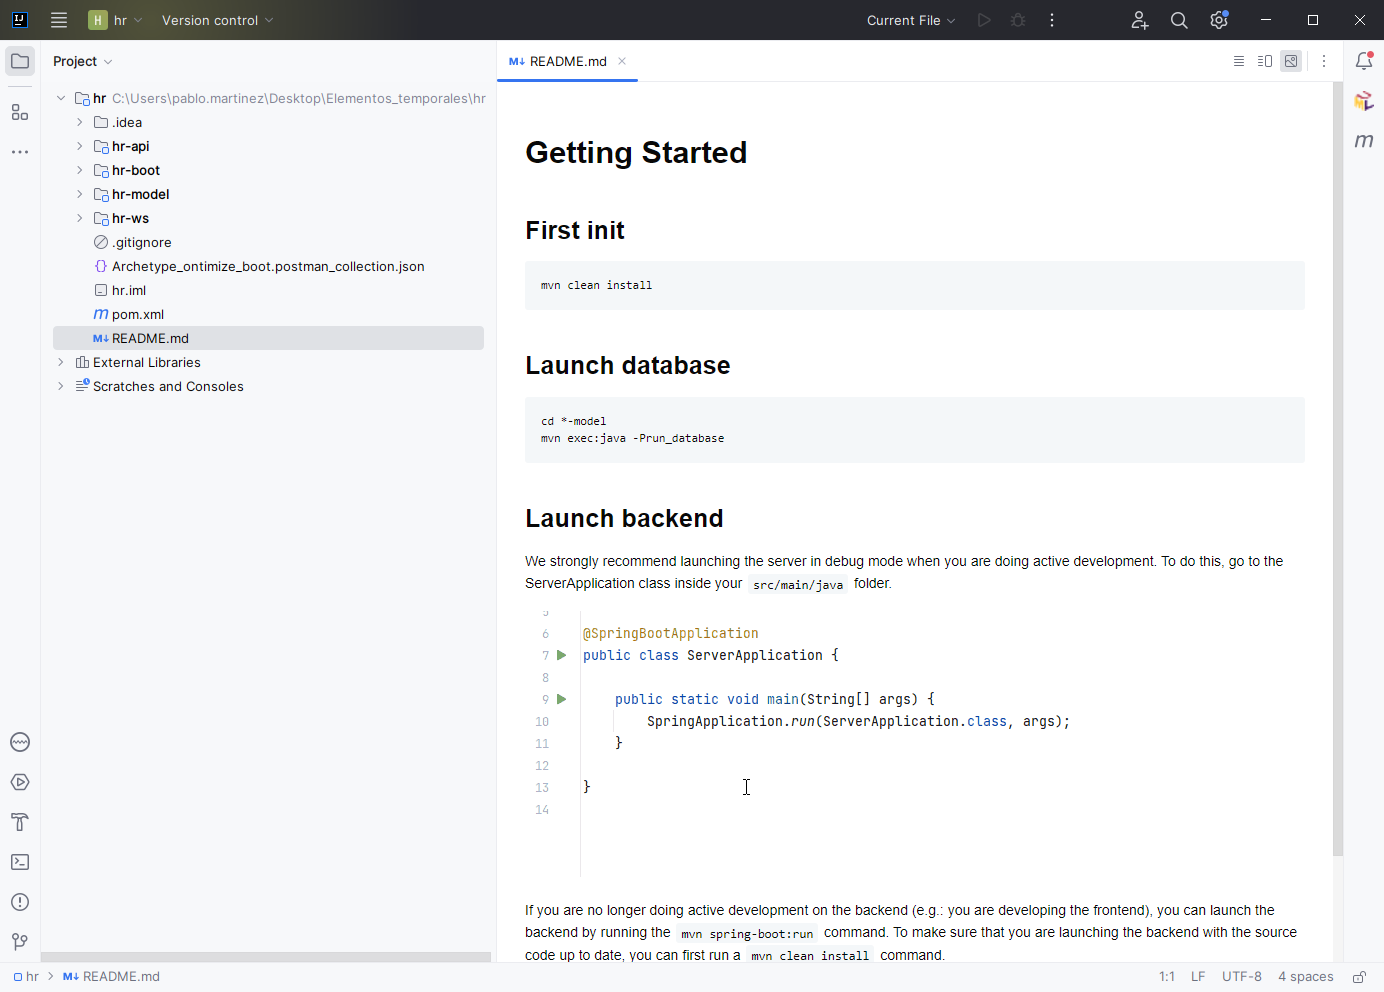 hr Version control Current File
Project
README.md
hr C:\Users\pablo.martinez\Desktop\Elementos_temporales\hr
.idea
hr-api
hr-boot
hr-model
hr-ws
.gitignore
Archetype_ontimize_boot.postman_collection.json
hr.iml
pom.xml
README.md
External Libraries
Scratches and Consoles
Getting Started
First init
mvn clean install
Launch database
cd *-model
mvn exec:java -Prun_database
Launch backend
We strongly recommend launching the server in debug mode when you are doing active development. To do this, go to the
ServerApplication class inside your src/main/java folder.
5
6 @SpringBootApplication
7 public class ServerApplication {
8
9 public static void main(String[] args) {
10 SpringApplication.run(ServerApplication.class, args);
11 }
12
13 }
14
If you are no longer doing active development on the backend (e.g.: you are developing the frontend), you can launch the
backend by running the mvn spring-boot:run command. To make sure that you are launching the backend with the source
code up to date, you can first run a mvn clean install command.
hr README.md 1:1 LF UTF-8 4 spaces